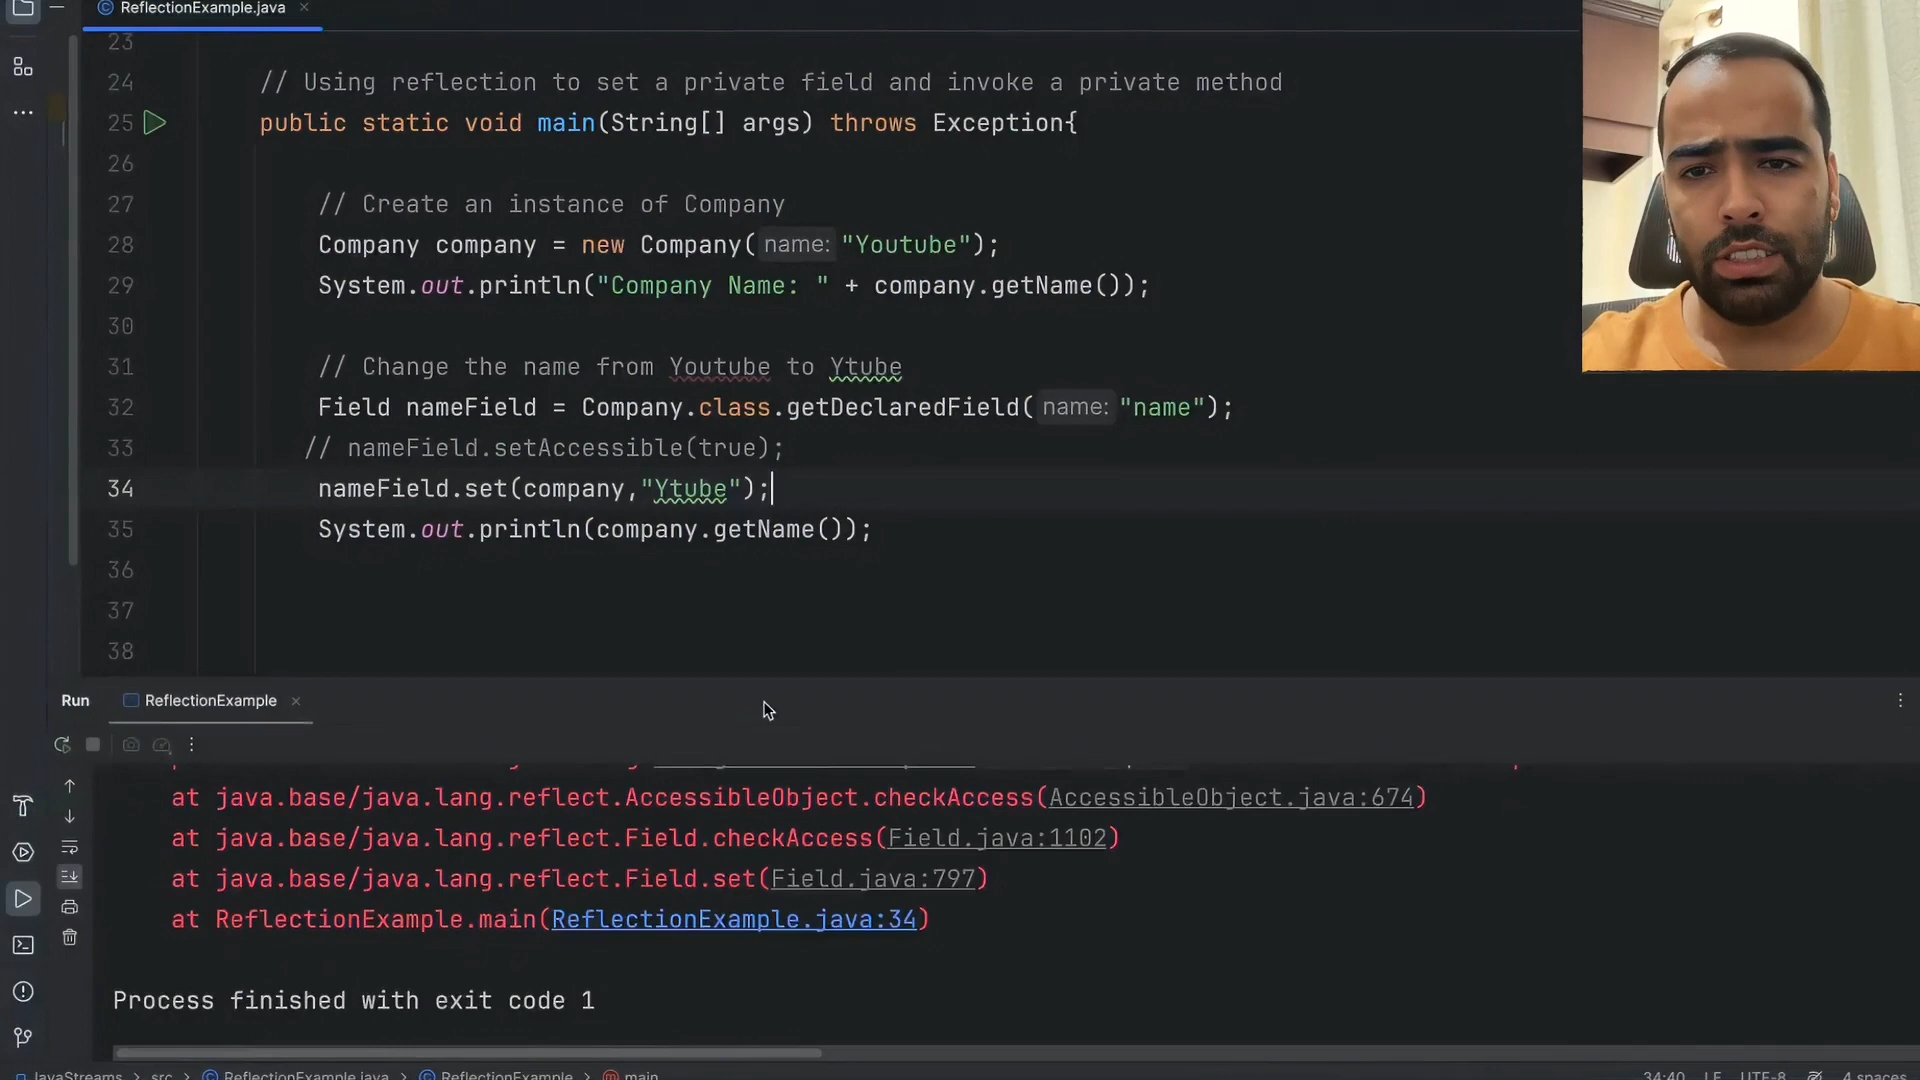 ReflectionExample.java
23
24 // Using reflection to set a private field and invoke a private method
25 public static void main(String[] args) throws Exception{
26
27 // Create an instance of Company
28 Company company = new Company( name: "Youtube");
29 System.out.println("Company Name: " + company.getName());
30
31 // Change the name from Youtube to Ytube
32 Field nameField = Company.class.getDeclaredField( name: "name");
33 // nameField.setAccessible(true);
34 nameField.set(company,"Ytube");
35 System.out.println(company.getName());
36
37
38
Run ReflectionExample
at java.base/java.lang.reflect.AccessibleObject.checkAccess(AccessibleObject.java:674)
at java.base/java.lang.reflect.Field.checkAccess(Field.java:1102)
at java.base/java.lang.reflect.Field.set(Field.java:797)
at ReflectionExample.main(ReflectionExample.java:34)
Process finished with exit code 1
JavaStreams > src > ReflectionExample.java > ReflectionExample > main 34:40 LF UTF-8 4 spaces